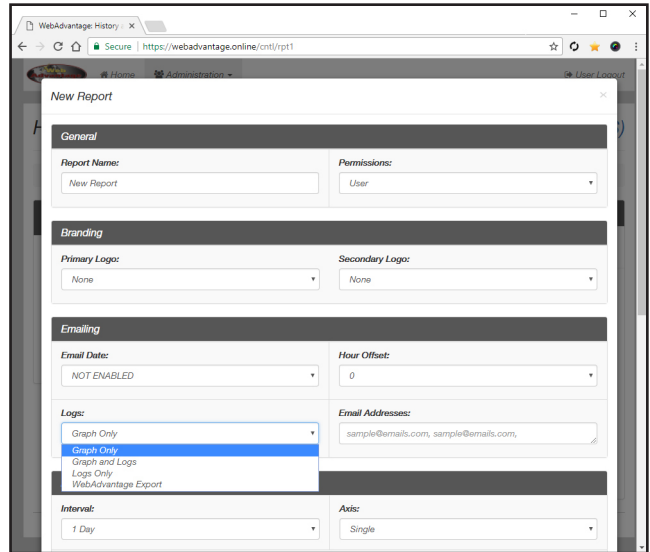 WebAdvantage: History
Secure | https://webadvantage.online/cntl/rpt1
Home Administration User Logout
New Report ×
General
Report Name: Permissions:
New Report User
Branding
Primary Logo: Secondary Logo:
None None
Emailing
Email Date: Hour Offset:
NOT ENABLED 0
Logs: Email Addresses:
Graph Only sample@emails.com, sample@emails.com,
Graph Only
Graph and Logs
Logs Only
WebAdvantage Export
Interval: Axis:
1 Day Single